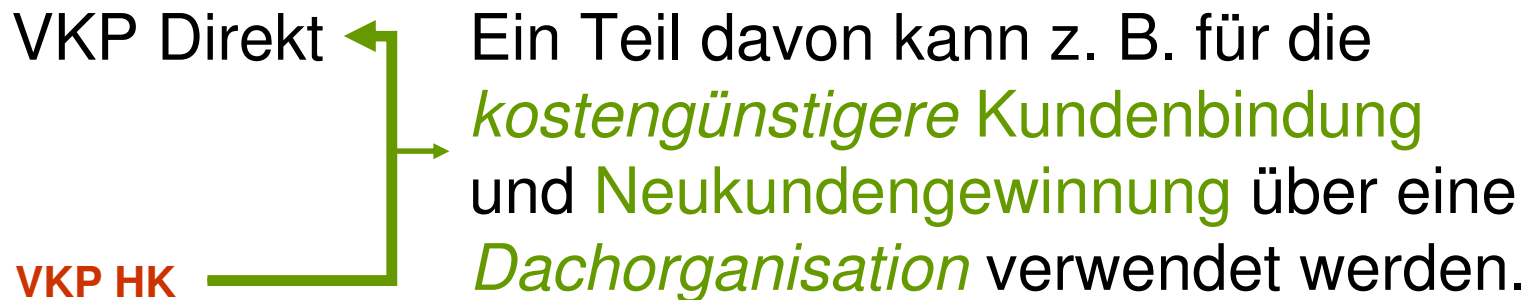 VKP Direkt
Ein Teil davon kann z. B. für die
kostengünstigere Kundenbindung
und Neukundengewinnung über eine
Dachorganisation verwendet werden.
VKP HK